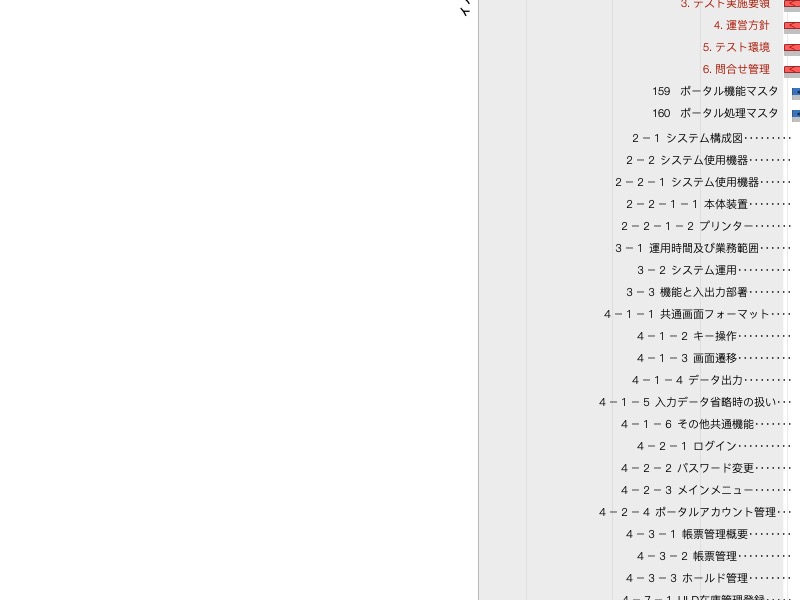 3. テスト実施要領
4. 運営方針
5. テスト環境
6. 問合せ管理
159 ポータル機能マスタ
160 ポータル処理マスタ
２－１ システム構成図･････････
２－２ システム使用機器･･･････
２－２－１ システム使用機器･･････
２－２－１－１ 本体装置････････
２－２－１－２ プリンター･･･････
３－１ 運用時間及び業務範囲･･････
３－２ システム運用･･････････
３－３ 機能と入出力部署････････
４－１－１ 共通画面フォーマット････
４－１－２ キー操作･･････････
４－１－３ 画面遷移･･････････
４－１－４ データ出力･････････
４－１－５ 入力データ省略時の扱い･･･
４－１－６ その他共通機能･･･････
４－２－１ ログイン･･････････
４－２－２ パスワード変更･･･････
４－２－３ メインメニュー･･･････
４－２－４ ポータルアカウント管理･･･
４－３－１ 帳票管理概要････････
４－３－２ 帳票管理･･････････
４－３－３ ホールド管理････････
４－７－１ ULD在庫管理登録････